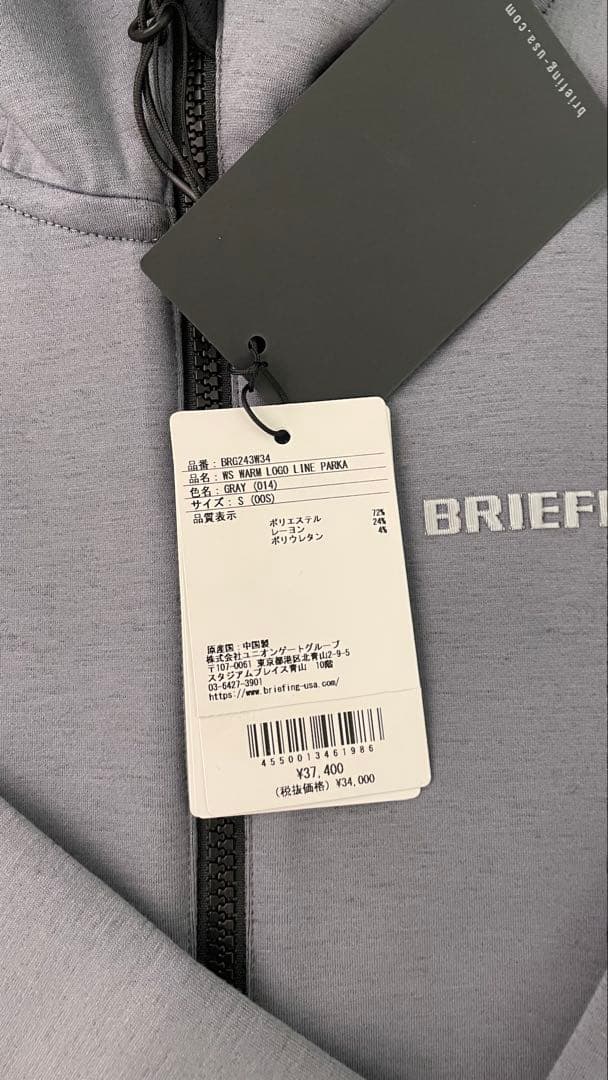 briefing-usa.com
品番：BRG243W34
品名：WS WARM LOGO LINE PARKA
色名：GRAY (014)
サイズ：S (00S)
品質表示
ポリエステル 72%
レーヨン 24%
ポリウレタン 4%
BRIEFI
原産国：中国製
株式会社ユニオンゲートグループ
〒107-0061 東京都港区北青山2-9-5
スタジアムプレイス青山 10階
03-6427-3901
https://www.briefing-usa.com/
4550013461986
¥37,400
(税抜価格) ¥34,000